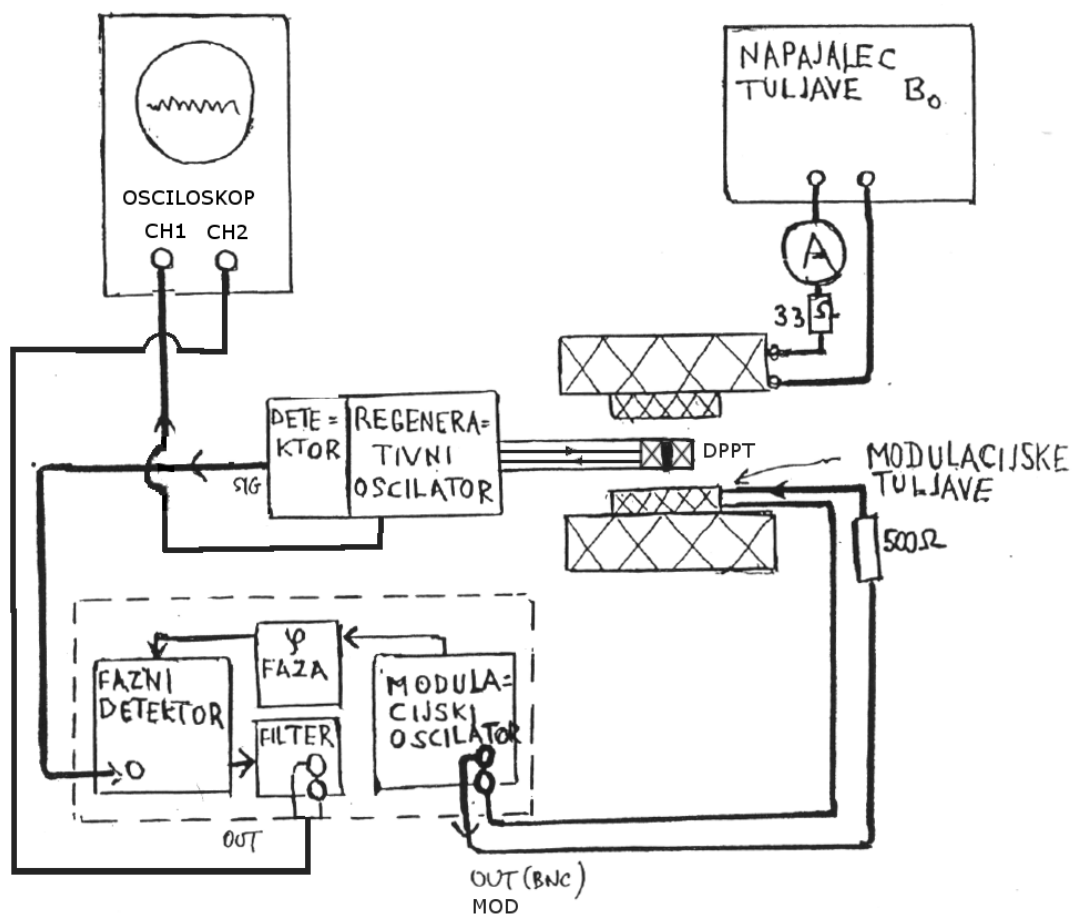 NAPAJALEC
TULJAVE B₀
OSCILOSKOP
CH1 CH2
A
33 Ω
DETE=
KTOR
REGENERA=
TIVNI
OSCILATOR
DPPT
MODULACIJSKE
TULJAVE
SIG
500Ω
φ
FAZA
FAZNI
DETEKTOR
MODULA=
CIJSKI
OSCILATOR
FILTER
OUT
OUT (BNC)
MOD